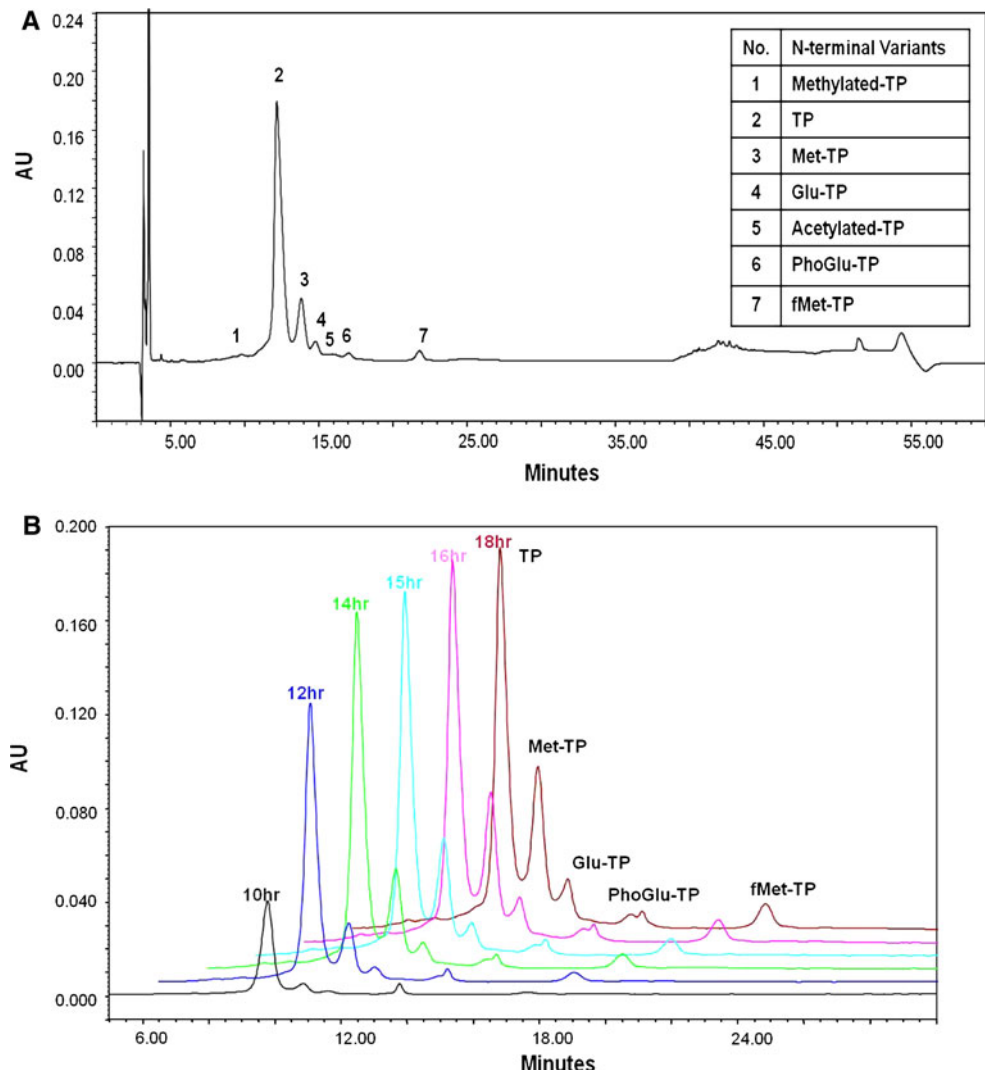 A
0.24
0.20
0.16
0.12
0.08
0.04
0.00
AU
1
2
3
4
5
6
7
No. N-terminal Variants
1 Methylated-TP
2 TP
3 Met-TP
4 Glu-TP
5 Acetylated-TP
6 PhoGlu-TP
7 fMet-TP
5.00 15.00 25.00 35.00 45.00 55.00
Minutes
B
0.200
0.160
0.120
0.080
0.040
0.000
AU
10hr
12hr
14hr
15hr
16hr
18hr
TP
Met-TP
Glu-TP
PhoGlu-TP
fMet-TP
6.00 12.00 18.00 24.00
Minutes